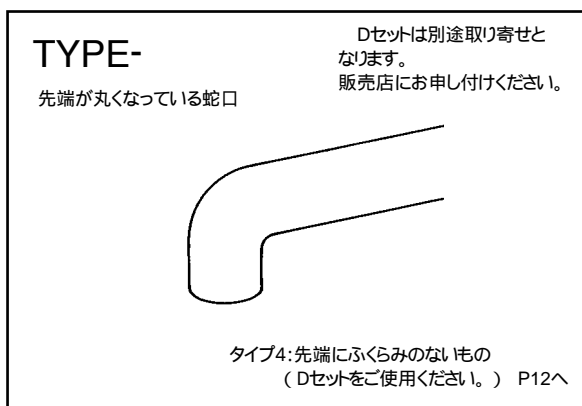 TYPE-
先端が丸くなっている蛇口
Dセットは別途取り寄せと
なります。
販売店にお申し付けください。
タイプ4:先端にふくらみのないもの
(Dセットをご使用ください。) P12へ